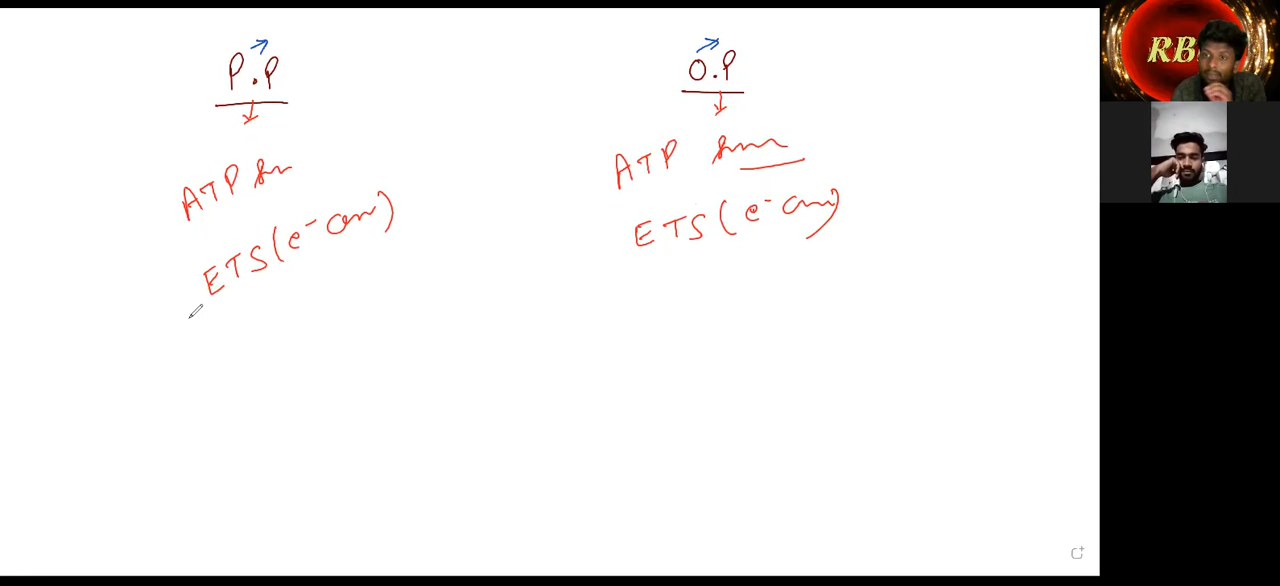 P.P
O.P
ATP
ETS (e⁻
ATP
ETS (e⁻
RB